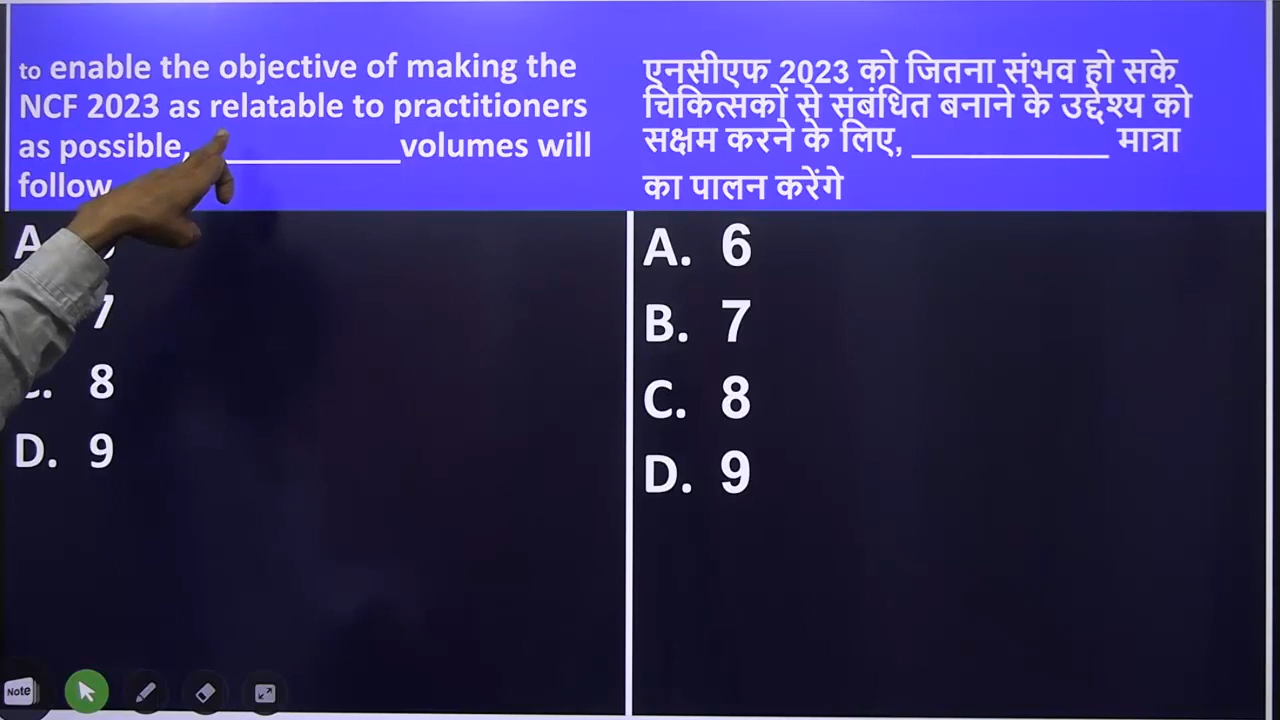 to enable the objective of making the
NCF 2023 as relatable to practitioners
as possible, ____________volumes will
follow
A
7
8
D. 9
एनसीएफ 2023 को जितना संभव हो सके
चिकित्सकों से संबंधित बनाने के उद्देश्य को
सक्षम करने के लिए, ____________ मात्रा
का पालन करेंगे
A. 6
B. 7
C. 8
D. 9
Note